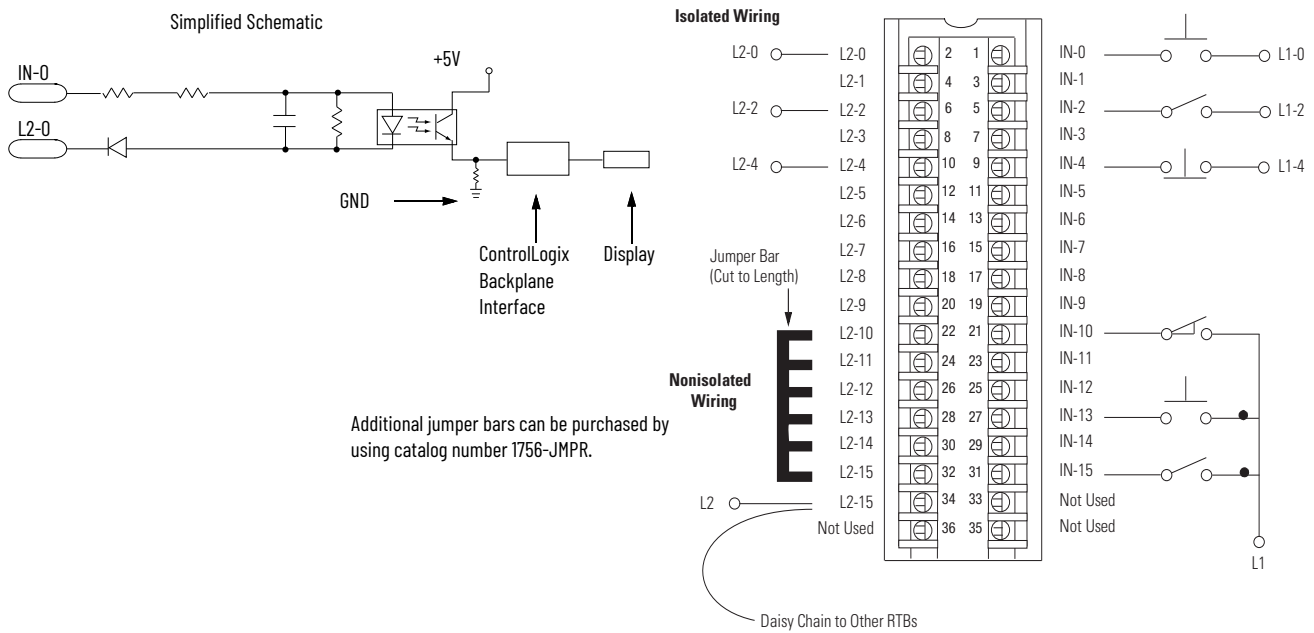 Simplified Schematic
IN-0
L2-0
+5V
GND
ControlLogix
Backplane
Interface
Display
Additional jumper bars can be purchased by
using catalog number 1756-JMPR.
Isolated Wiring
L2-0 L2-0 2 1 IN-0 L1-0
L2-1 4 3 IN-1
L2-2 L2-2 6 5 IN-2 L1-2
L2-3 8 7 IN-3
L2-4 L2-4 10 9 IN-4 L1-4
L2-5 12 11 IN-5
L2-6 14 13 IN-6
L2-7 16 15 IN-7
L2-8 18 17 IN-8
L2-9 20 19 IN-9
Jumper Bar
(Cut to Length)
L2-10 22 21 IN-10
L2-11 24 23 IN-11
L2-12 26 25 IN-12
L2-13 28 27 IN-13
L2-14 30 29 IN-14
L2-15 32 31 IN-15
Nonisolated
Wiring
L2 L2-15 34 33 Not Used
Not Used 36 35 Not Used
L1
Daisy Chain to Other RTBs